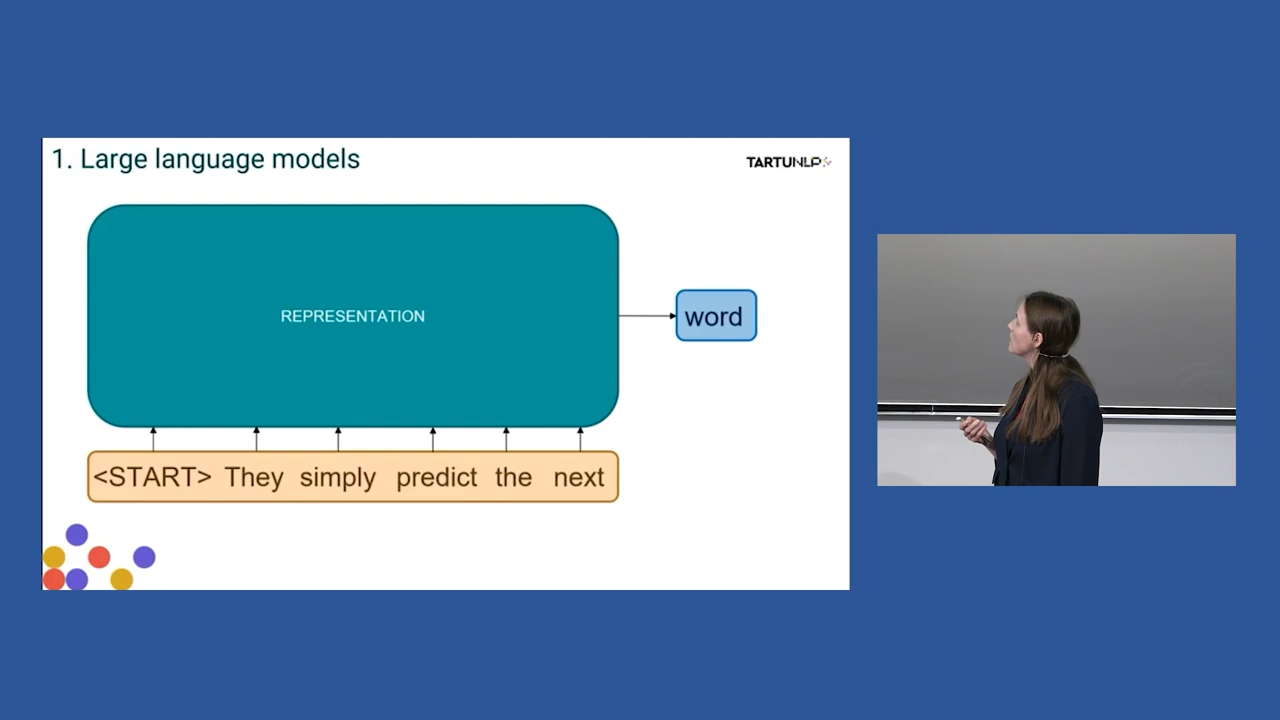 1. Large language models
TARTUNLP
REPRESENTATION
word
<START> They simply predict the next